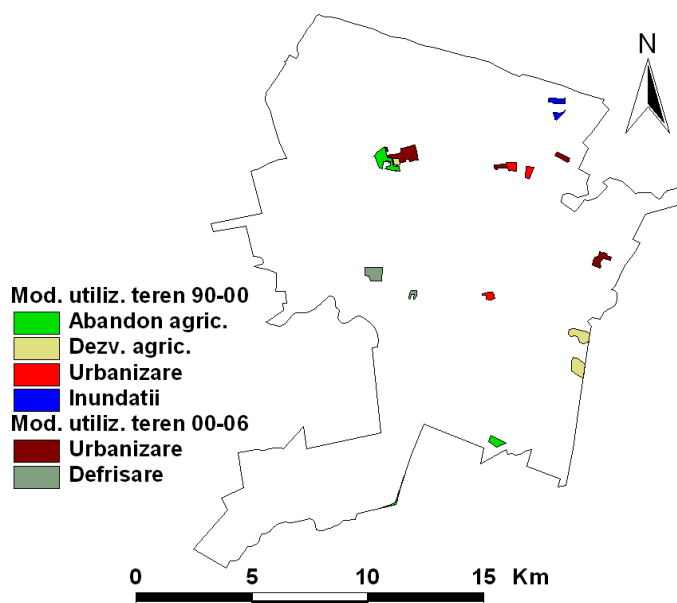 N
Mod. utiliz. teren 90-00
Abandon agric.
Dezv. agric.
Urbanizare
Inundatii
Mod. utiliz. teren 00-06
Urbanizare
Defrisare
0 5 10 15 Km